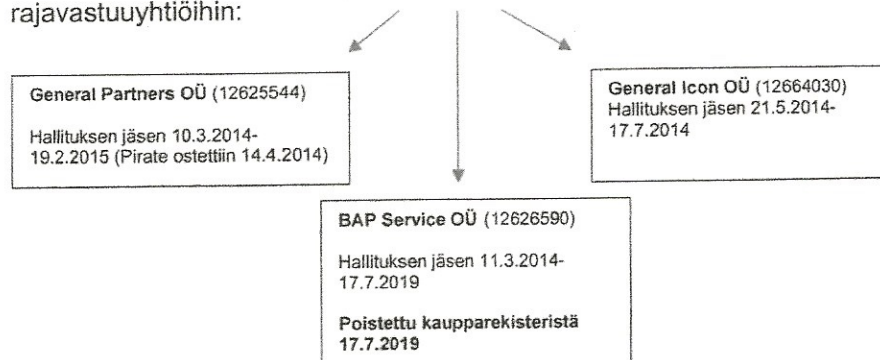 rajavastuuyhtiöihin:
General Partners OÜ (12625544)
Hallituksen jäsen 10.3.2014-
19.2.2015 (Pirate ostettiin 14.4.2014)
General Icon OÜ (12664030)
Hallituksen jäsen 21.5.2014-
17.7.2014
BAP Service OÜ (12626590)
Hallituksen jäsen 11.3.2014-
17.7.2019
Poistettu kaupparekisteristä
17.7.2019